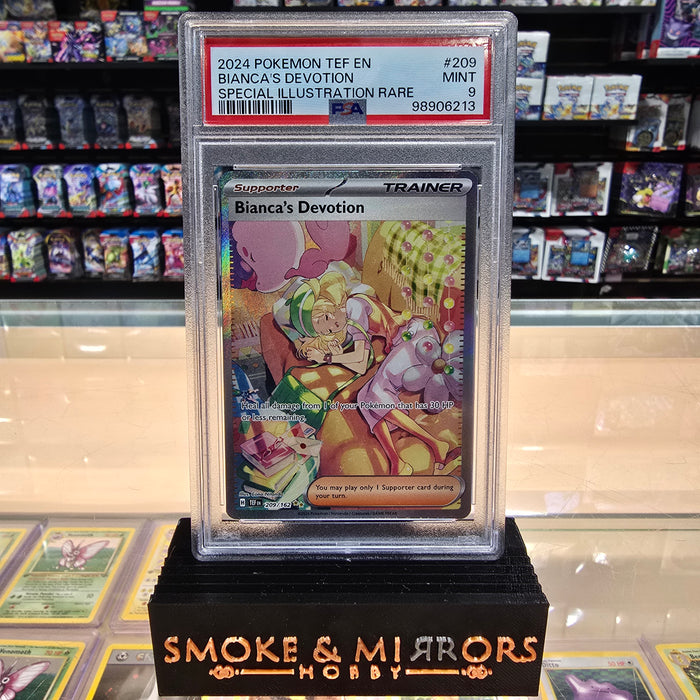 2024 POKEMON TEF EN #209
BIANCA'S DEVOTION MINT
SPECIAL ILLUSTRATION RARE 9
PSA 98906213
Supporter TRAINER
Bianca's Devotion
Heal all damage from 1 of your Pokémon that has 30 HP
or less remaining.
You may play only 1 Supporter card during
your turn.
H TEF EN 209/162
SMOKE & MIRRORS
HOBBY